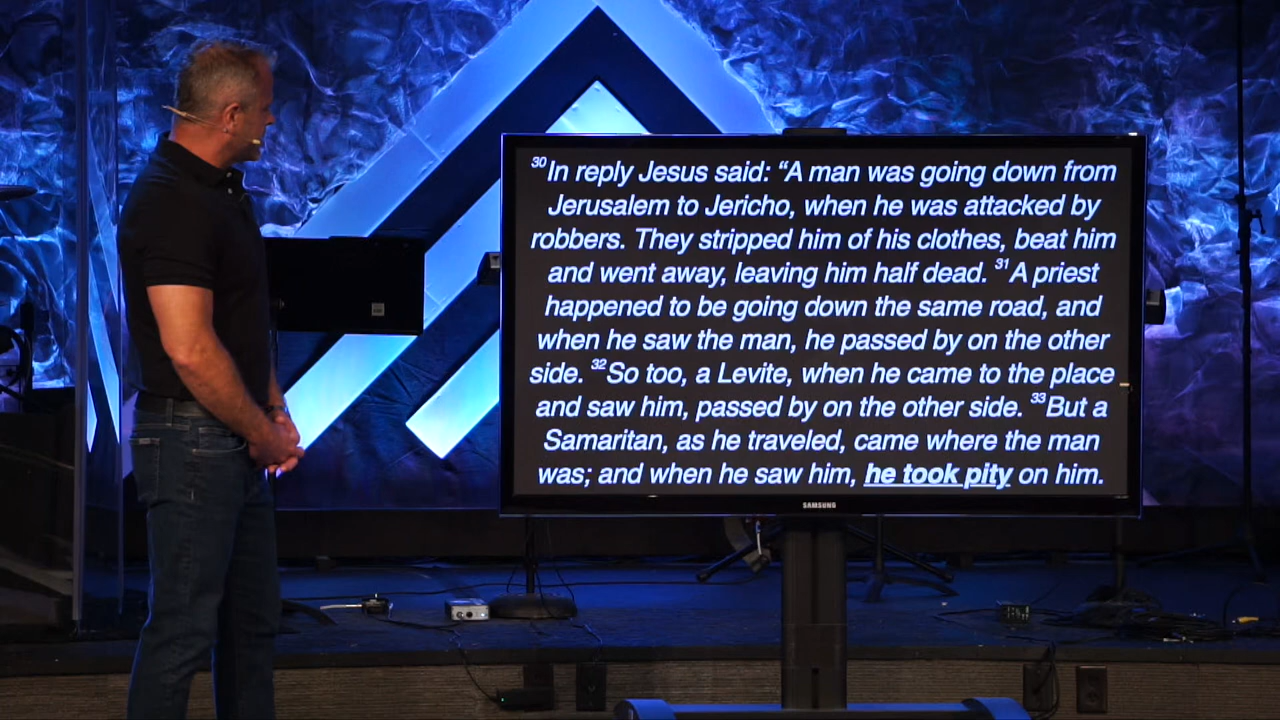 ³⁰In reply Jesus said: “A man was going down from
Jerusalem to Jericho, when he was attacked by
robbers. They stripped him of his clothes, beat him
and went away, leaving him half dead. ³¹A priest
happened to be going down the same road, and
when he saw the man, he passed by on the other
side. ³²So too, a Levite, when he came to the place
and saw him, passed by on the other side. ³³But a
Samaritan, as he traveled, came where the man
was; and when he saw him, he took pity on him.
SAMSUNG